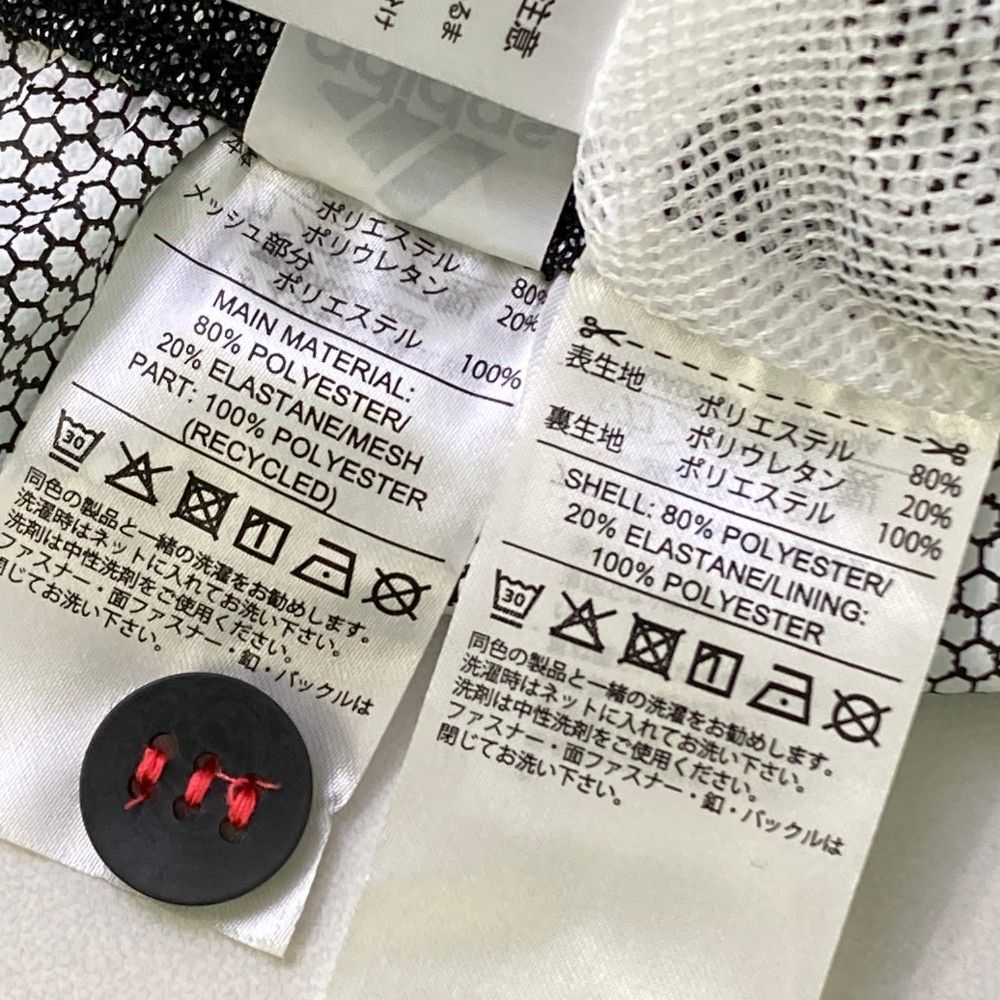 注意
本体
ポリエステル 80%
ポリウレタン 20%
メッシュ部分
ポリエステル 100%
MAIN MATERIAL:
80% POLYESTER/
20% ELASTANE/MESH
PART: 100% POLYESTER
(RECYCLED)
30
同色の製品と一緒の洗濯をお勧めします。
洗濯時はネットに入れてお洗い下さい。
洗剤は中性洗剤をご使用ください。
ファスナー・面ファスナー・釦・バックルは
閉じてお洗い下さい。
表生地 ポリエステル 80%
ポリウレタン 20%
裏生地 ポリエステル 100%
SHELL: 80% POLYESTER/
20% ELASTANE/LINING:
100% POLYESTER
30
同色の製品と一緒の洗濯をお勧めします。
洗濯時はネットに入れてお洗い下さい。
洗剤は中性洗剤をご使用ください。
ファスナー・面ファスナー・釦・バックルは
閉じてお洗い下さい。